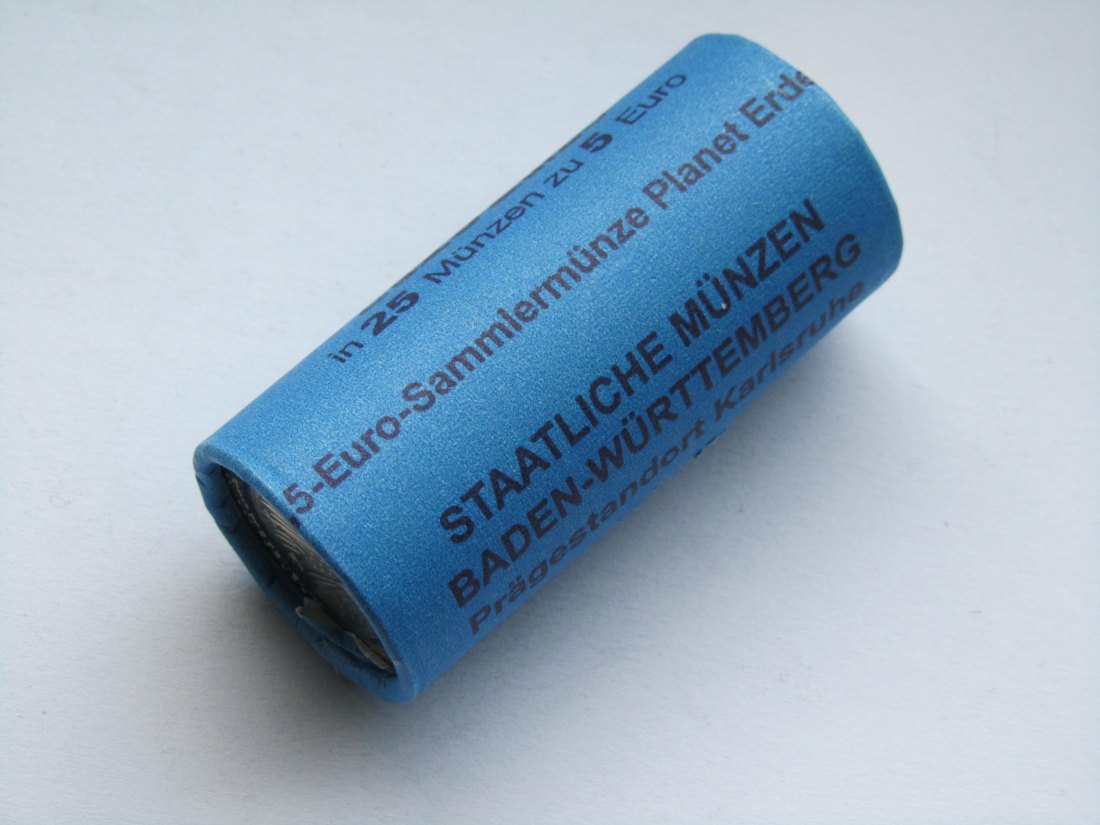 in 25 Münzen zu 5 Euro
5-Euro-Sammlermünze Planet Erde
STAATLICHE MÜNZEN
BADEN-WÜRTTEMBERG
Prägestandort Karlsruhe